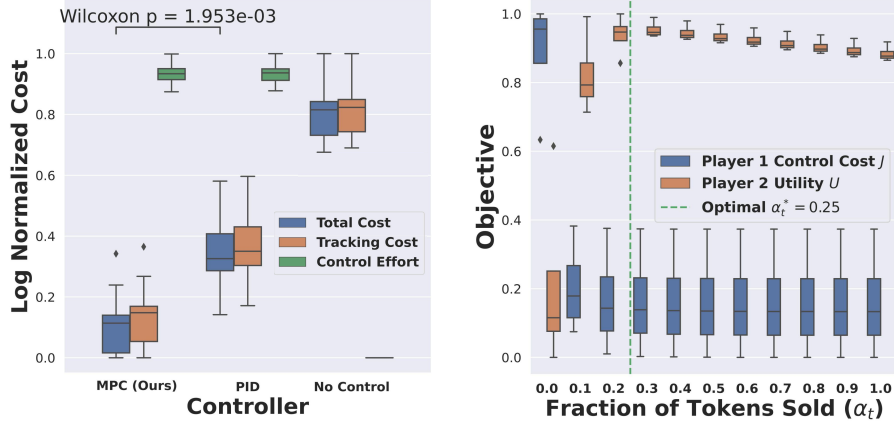 Wilcoxon p = 1.953e-03
Log Normalized Cost
1.0
0.8
0.6
0.4
0.2
0.0
Total Cost
Tracking Cost
Control Effort
MPC (Ours) PID No Control
Controller
Objective
1.0
0.8
0.6
0.4
0.2
0.0
Player 1 Control Cost J
Player 2 Utility U
Optimal α_t^* = 0.25
0.0 0.1 0.2 0.3 0.4 0.5 0.6 0.7 0.8 0.9 1.0
Fraction of Tokens Sold (α_t)